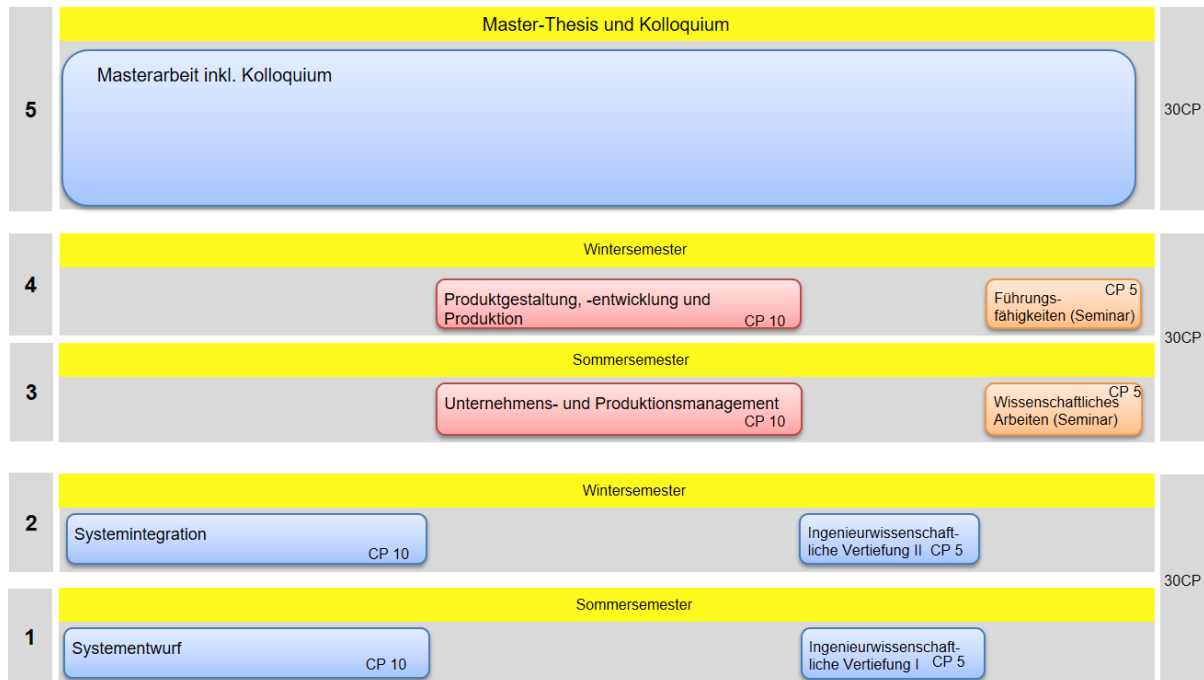 Master-Thesis und Kolloquium
Masterarbeit inkl. Kolloquium
5
30CP
Wintersemester
4
Produktgestaltung, -entwicklung und
Produktion
CP 10
CP 5
Führungs-
fähigkeiten (Seminar)
30CP
Sommersemester
3
Unternehmens- und Produktionsmanagement
CP 10
CP 5
Wissenschaftliches
Arbeiten (Seminar)
Wintersemester
2
Systemintegration
CP 10
Ingenieurwissenschaft-
liche Vertiefung II CP 5
30CP
Sommersemester
1
Systementwurf
CP 10
Ingenieurwissenschaft-
liche Vertiefung I CP 5